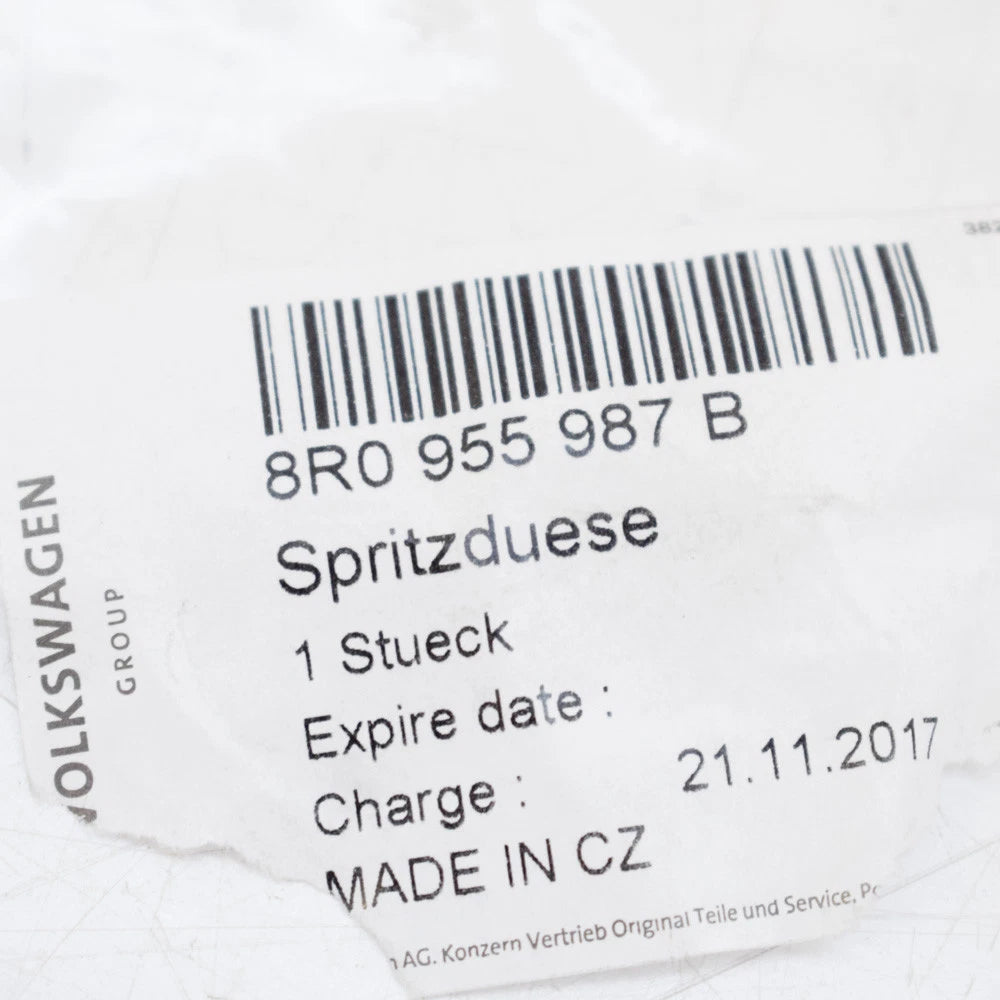 382
8R0 955 987 B
Spritzduese
1 Stueck
Expire date :
Charge : 21.11.2017
MADE IN CZ
AG. Konzern Vertrieb Original Teile und Service,
VOLKSWAGEN
GROUP